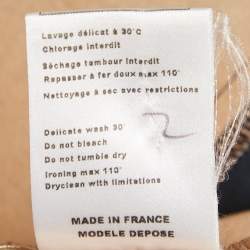 Lavage délicat à 30°C
Chlorage interdit
Séchage tambour interdit
Repasser à fer doux max 110°
Nettoyage à sec avec restrictions
Delicate wash 30°
Do not bleach
Do not tumble dry
Ironing max 110°
Dryclean with limitations
MADE IN FRANCE
MODELE DEPOSE